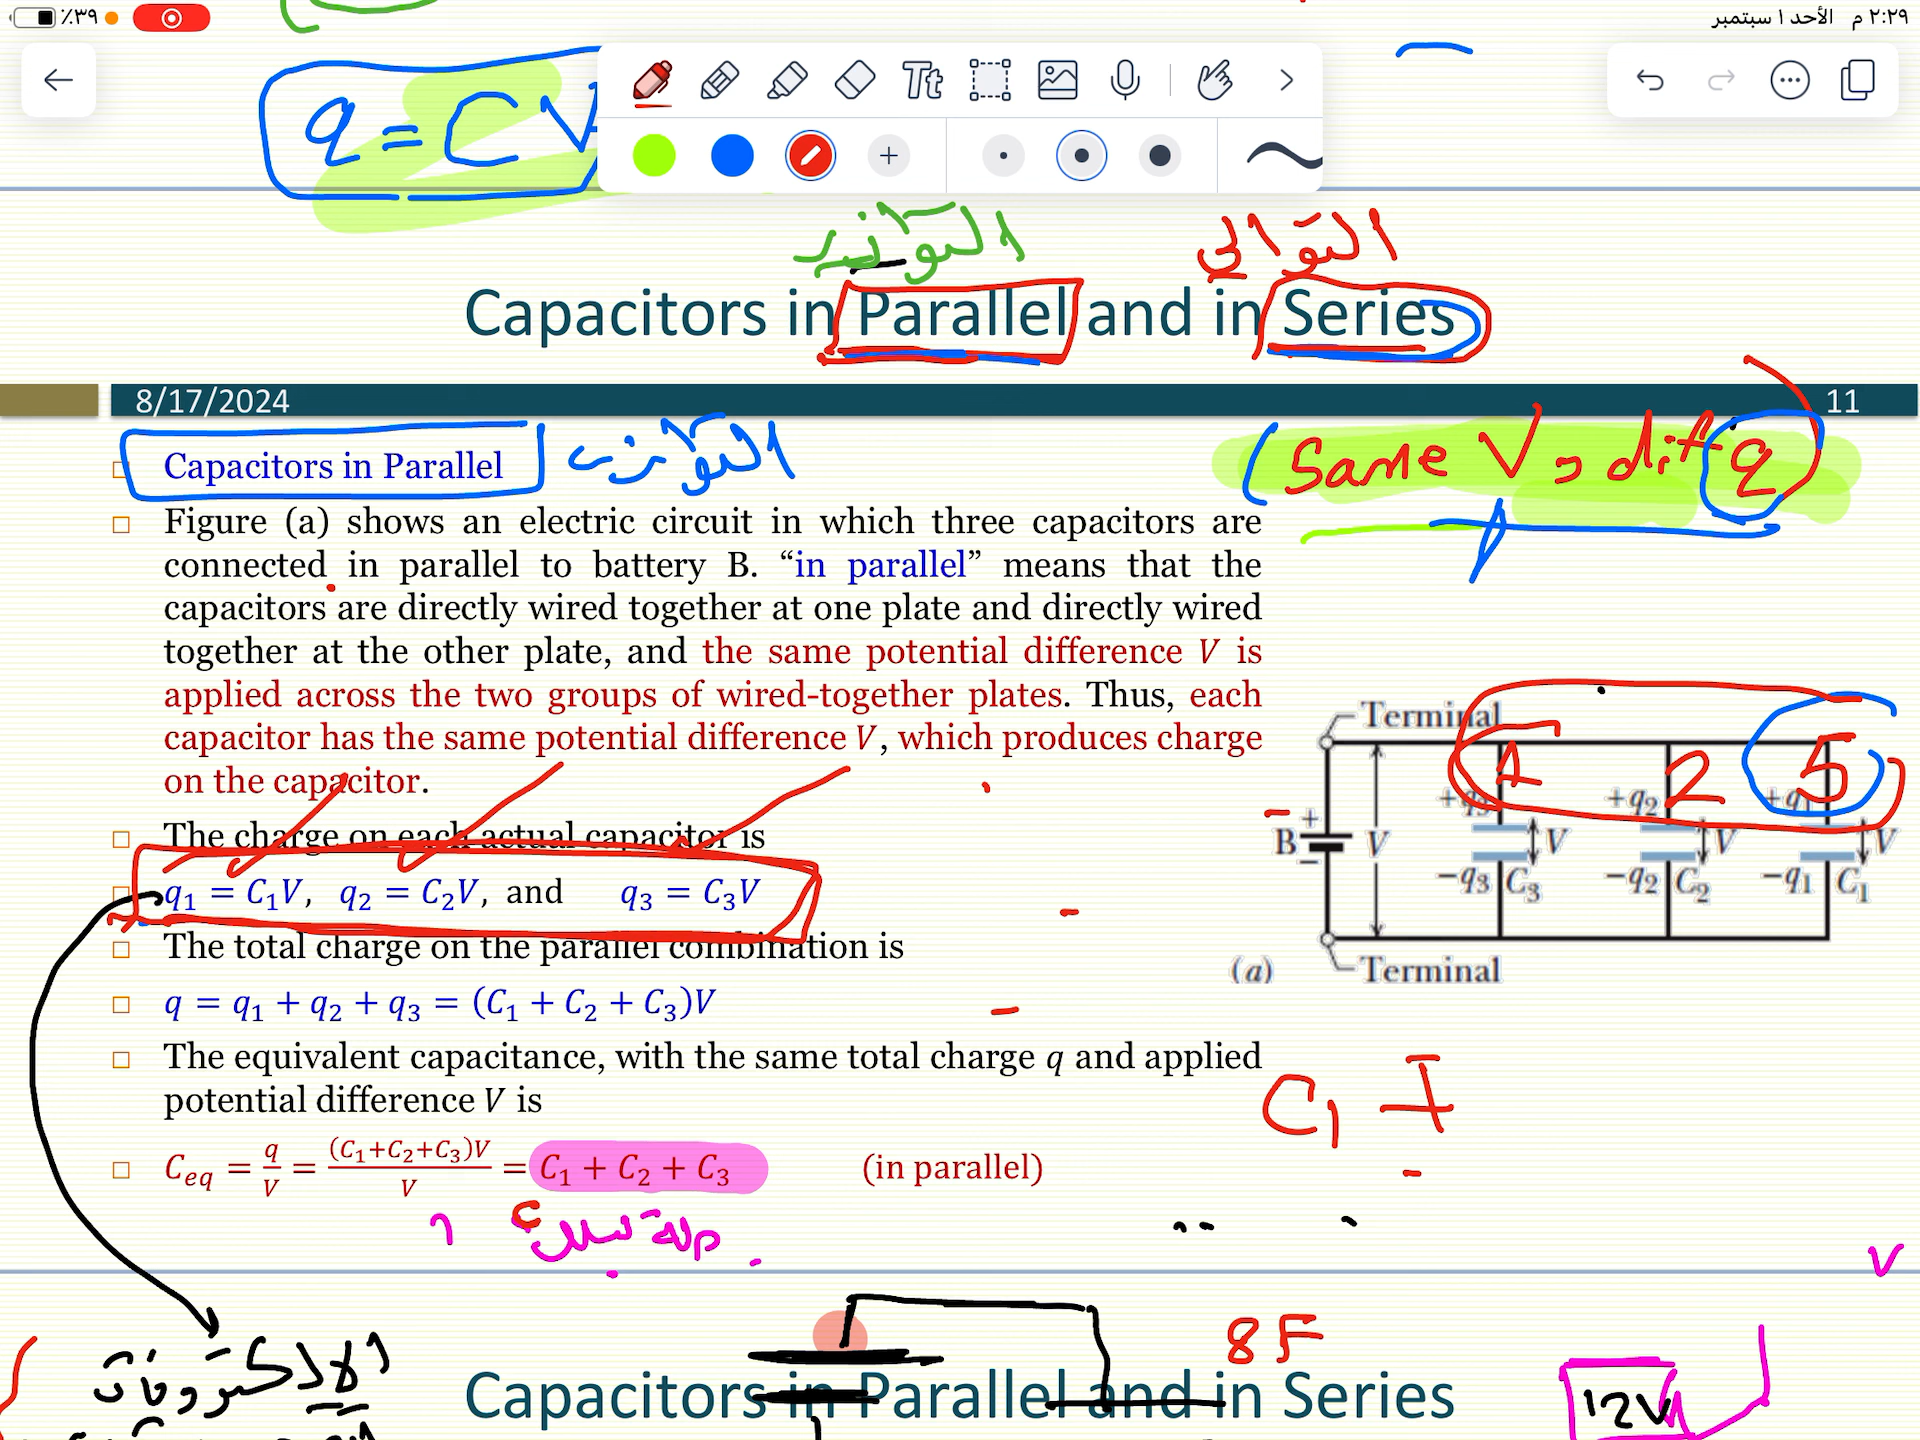 ٪٣٩
٢:٢٩ م الأحد ١ سبتمبر
q = CV
Tt
التوازي
التوالي
Capacitors in Parallel and in Series
8/17/2024
11
Capacitors in Parallel
التوازي
(Same V, diff q)
Figure (a) shows an electric circuit in which three capacitors are
connected in parallel to battery B. “in parallel” means that the
capacitors are directly wired together at one plate and directly wired
together at the other plate, and the same potential difference V is
applied across the two groups of wired-together plates. Thus, each
capacitor has the same potential difference V, which produces charge
on the capacitor.
The charge on each actual capacitor is
q₁ = C₁V, q₂ = C₂V, and q₃ = C₃V
The total charge on the parallel combination is
q = q₁ + q₂ + q₃ = (C₁ + C₂ + C₃)V
The equivalent capacitance, with the same total charge q and applied
potential difference V is
C_eq = q/V = (C₁+C₂+C₃)V/V = C₁ + C₂ + C₃ (in parallel)
Terminal
1 2 5
+q₃ +q₂ +q₁
B + − V V V V
−q₃ C₃ −q₂ C₂ −q₁ C₁
(a) Terminal
C₁
V
8F
Capacitors in Parallel and in Series
12V
الالكترونات